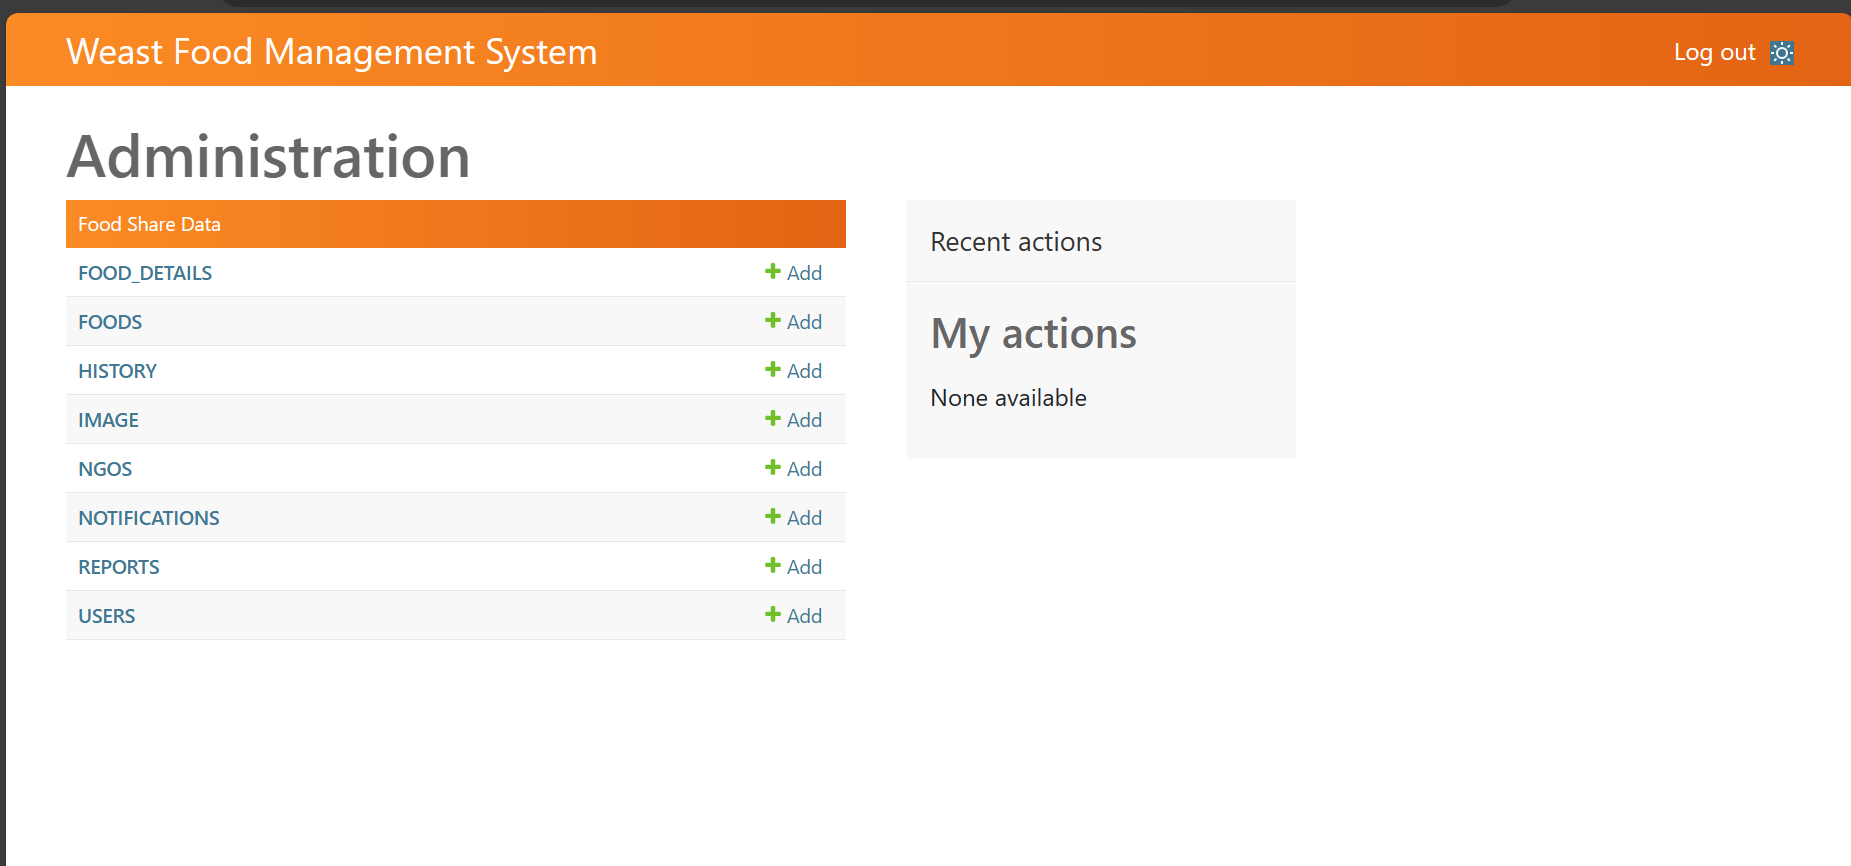 Weast Food Management System
Log out
Administration
Food Share Data
FOOD_DETAILS Add
FOODS Add
HISTORY Add
IMAGE Add
NGOS Add
NOTIFICATIONS Add
REPORTS Add
USERS Add
Recent actions
My actions
None available